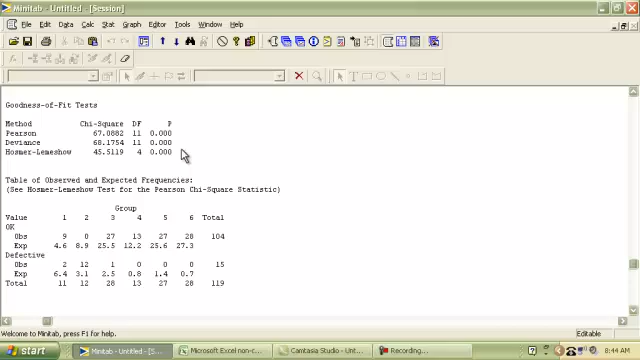 Minitab - Untitled - [Session]
File Edit Data Calc Stat Graph Editor Tools Window Help
Goodness-of-Fit Tests
Method Chi-Square DF P
Pearson 67.0882 11 0.000
Deviance 68.1754 11 0.000
Hosmer-Lemeshow 45.5119 4 0.000
Table of Observed and Expected Frequencies:
(See Hosmer-Lemeshow Test for the Pearson Chi-Square Statistic)
Group
Value 1 2 3 4 5 6 Total
OK
Obs 9 0 27 13 27 28 104
Exp 4.6 8.9 25.5 12.2 25.6 27.3
Defective
Obs 2 12 1 0 0 0 15
Exp 6.4 3.1 2.5 0.8 1.4 0.7
Total 11 12 28 13 27 28 119
Welcome to Minitab, press F1 for help. Editable
start Minitab - Untitled - ... Microsoft Excel non-c... Camtasia Studio - Unt... Recording... 8:44 AM